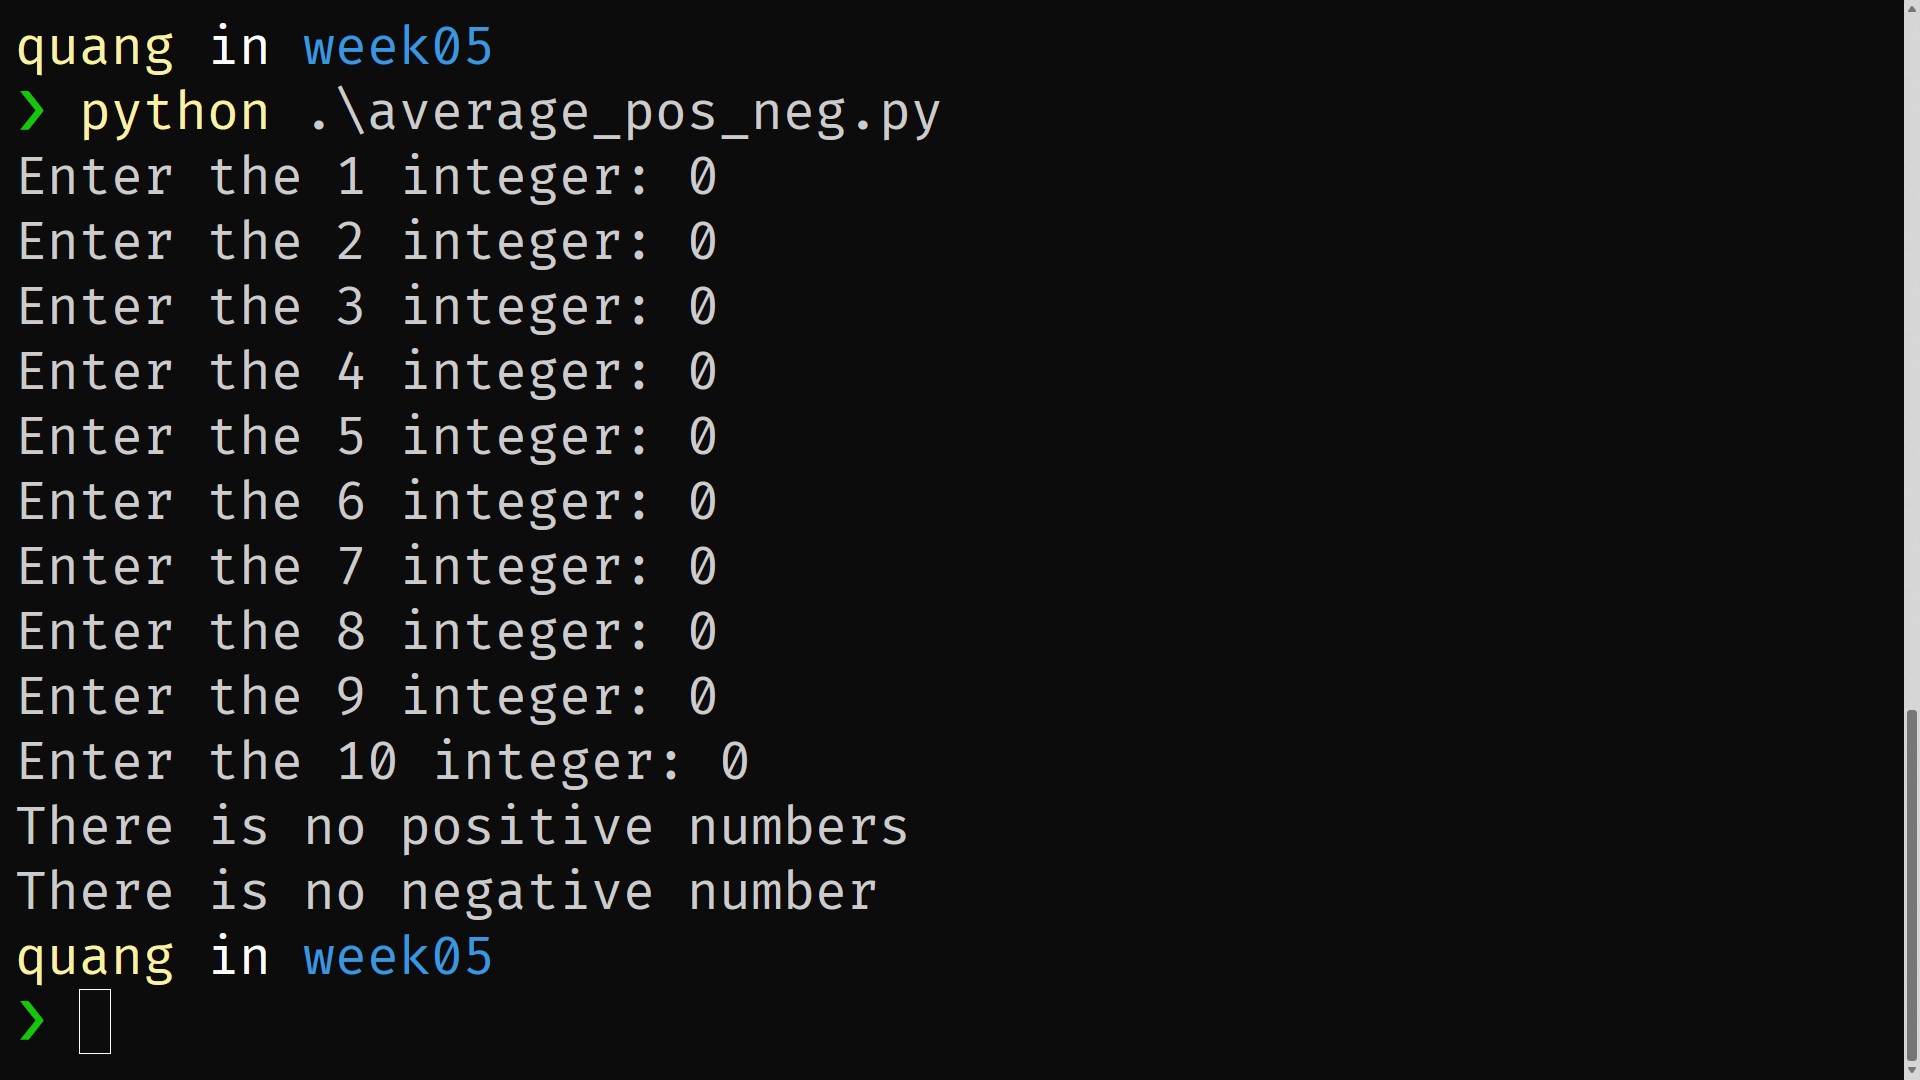 quang in week05
❯ python .\average_pos_neg.py
Enter the 1 integer: 0
Enter the 2 integer: 0
Enter the 3 integer: 0
Enter the 4 integer: 0
Enter the 5 integer: 0
Enter the 6 integer: 0
Enter the 7 integer: 0
Enter the 8 integer: 0
Enter the 9 integer: 0
Enter the 10 integer: 0
There is no positive numbers
There is no negative number
quang in week05
❯